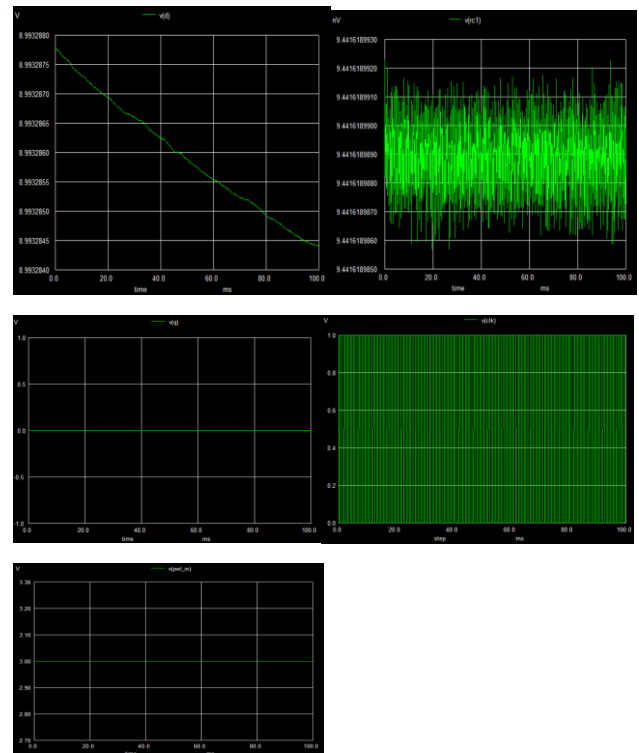 V v(d)
8.9932880
8.9932875
8.9932870
8.9932865
8.9932860
8.9932855
8.9932850
8.9932845
8.9932840
0.0 20.0 40.0 60.0 80.0 100.0
time ms
nV v(rc1)
9.4416189930
9.4416189920
9.4416189910
9.4416189900
9.4416189890
9.4416189880
9.4416189870
9.4416189860
9.4416189850
0.0 20.0 40.0 60.0 80.0 100.0
time ms
V v(q)
1.0
0.5
0.0
-0.5
-1.0
0.0 20.0 40.0 60.0 80.0 100.0
time ms
V v(clk)
1.0
0.8
0.6
0.4
0.2
0.0
0.0 20.0 40.0 60.0 80.0 100.0
step ms
V v(pwl_in)
3.30
3.20
3.10
3.00
2.90
2.80
2.70
0.0 20.0 40.0 60.0 80.0 100.0
time ms